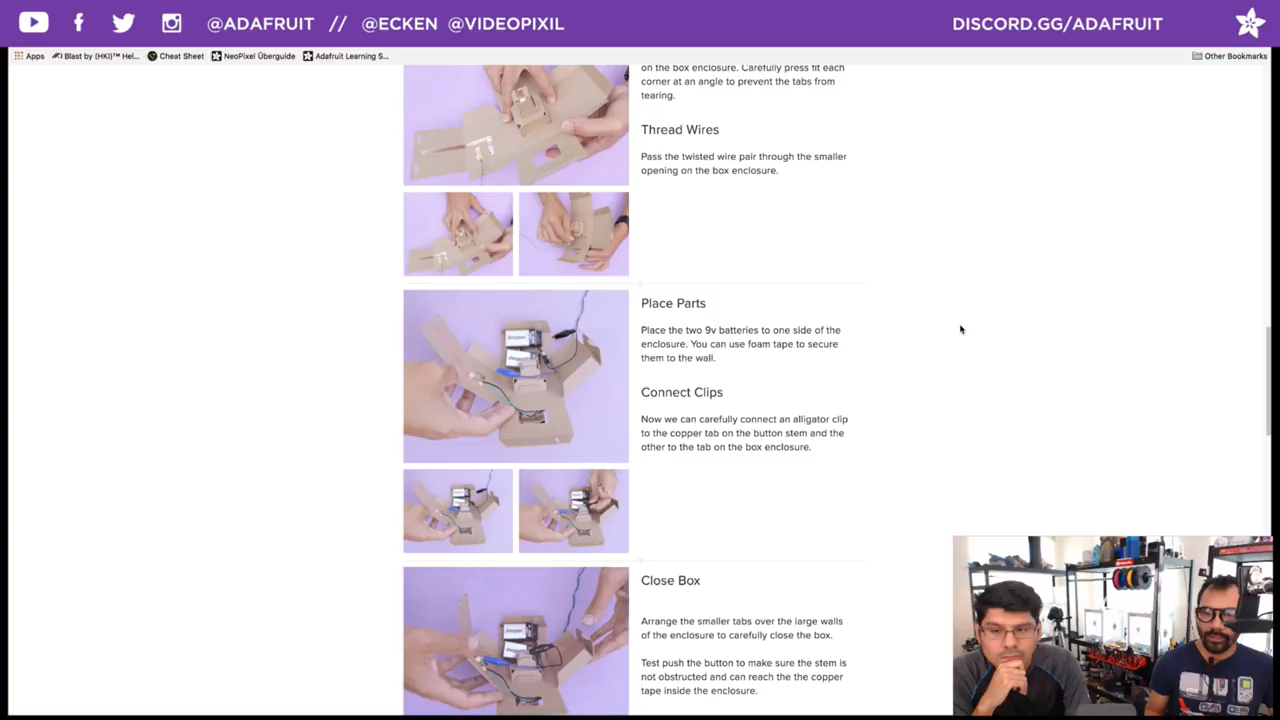 @ADAFRUIT // @ECKEN @VIDEOPIXIL
DISCORD.GG/ADAFRUIT
Apps
Blast by (HKI)™ Hel...
Cheat Sheet
NeoPixel Überguide
Adafruit Learning S...
Other Bookmarks
on the box enclosure. Carefully press fit each
corner at an angle to prevent the tabs from
tearing.
Thread Wires
Pass the twisted wire pair through the smaller
opening on the box enclosure.
Place Parts
Place the two 9v batteries to one side of the
enclosure. You can use foam tape to secure
them to the wall.
Connect Clips
Now we can carefully connect an alligator clip
to the copper tab on the button stem and the
other to the tab on the box enclosure.
Close Box
Arrange the smaller tabs over the large walls
of the enclosure to carefully close the box.
Test push the button to make sure the stem is
not obstructed and can reach the the copper
tape inside the enclosure.